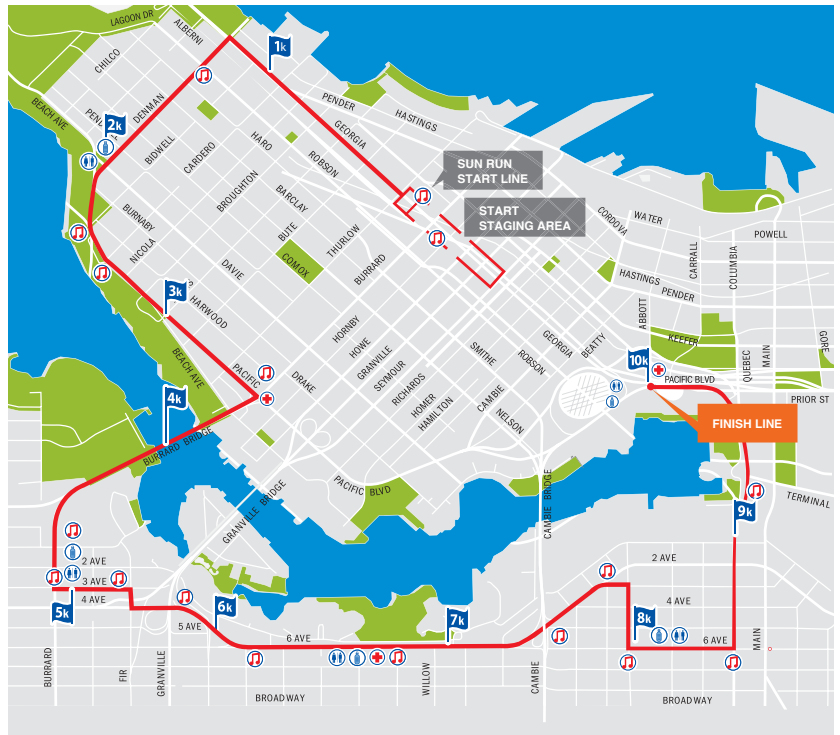 LAGOON DR
ALBERNI
CHILCO
1k
BEACH AVE
DENMAN
PENDER
HASTINGS
2k
GEORGIA
BIDWELL
HARO
CARDERO
ROBSON
SUN RUN
START LINE
BROUGHTON
BARCLAY
START
STAGING AREA
BURNABY
CORDOVA
WATER
BUTE
THURLOW
POWELL
NICOLA
COMOX
BURRARD
CARRALL
COLUMBIA
DAVIE
HASTINGS
PENDER
3k
HARWOOD
ABBOTT
HORNBY
HOWE
GEORGIA
BEATTY
KEEFER
GORE
BEACH AVE
GRANVILLE
SMITHE
ROBSON
QUEBEC
MAIN
PACIFIC
DRAKE
SEYMOUR
10k
RICHARDS
PACIFIC BLVD
HOMER
CAMBIE
PRIOR ST
4k
HAMILTON
NELSON
FINISH LINE
BURRARD BRIDGE
PACIFIC BLVD
GRANVILLE BRIDGE
CAMBIE BRIDGE
TERMINAL
9k
2 AVE
2 AVE
3 AVE
4 AVE
4 AVE
5k
6k
7k
8k
5 AVE
6 AVE
6 AVE
MAIN
BURRARD
FIR
GRANVILLE
WILLOW
CAMBIE
BROADWAY
BROADWAY